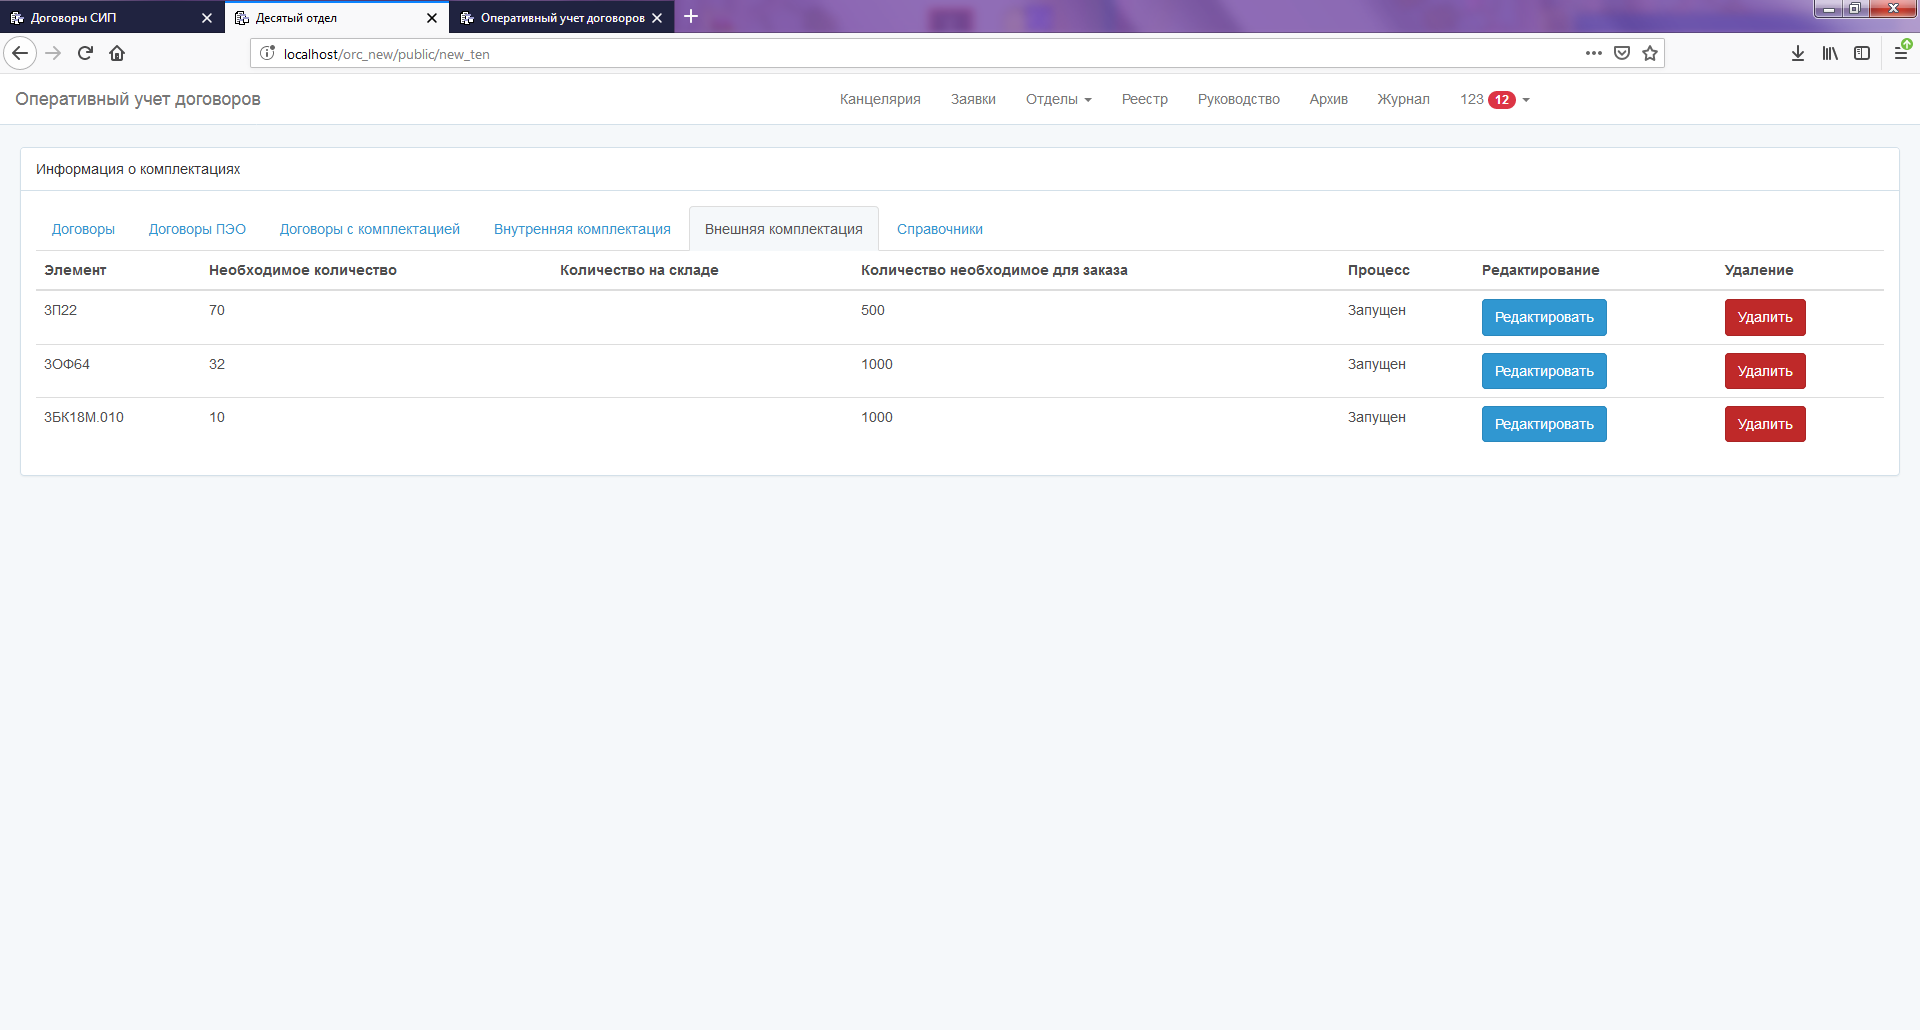 Договоры СИП
Десятый отдел
Оперативный учет договоров
localhost/orc_new/public/new_ten
Оперативный учет договоров
Канцелярия Заявки Отделы Реестр Руководство Архив Журнал 123 12
Информация о комплектациях
Договоры Договоры ПЭО Договоры с комплектацией Внутренняя комплектация Внешняя комплектация Справочники
Элемент Необходимое количество Количество на складе Количество необходимое для заказа Процесс Редактирование Удаление
3П22 70 500 Запущен Редактировать Удалить
3ОФ64 32 1000 Запущен Редактировать Удалить
3БК18М.010 10 1000 Запущен Редактировать Удалить